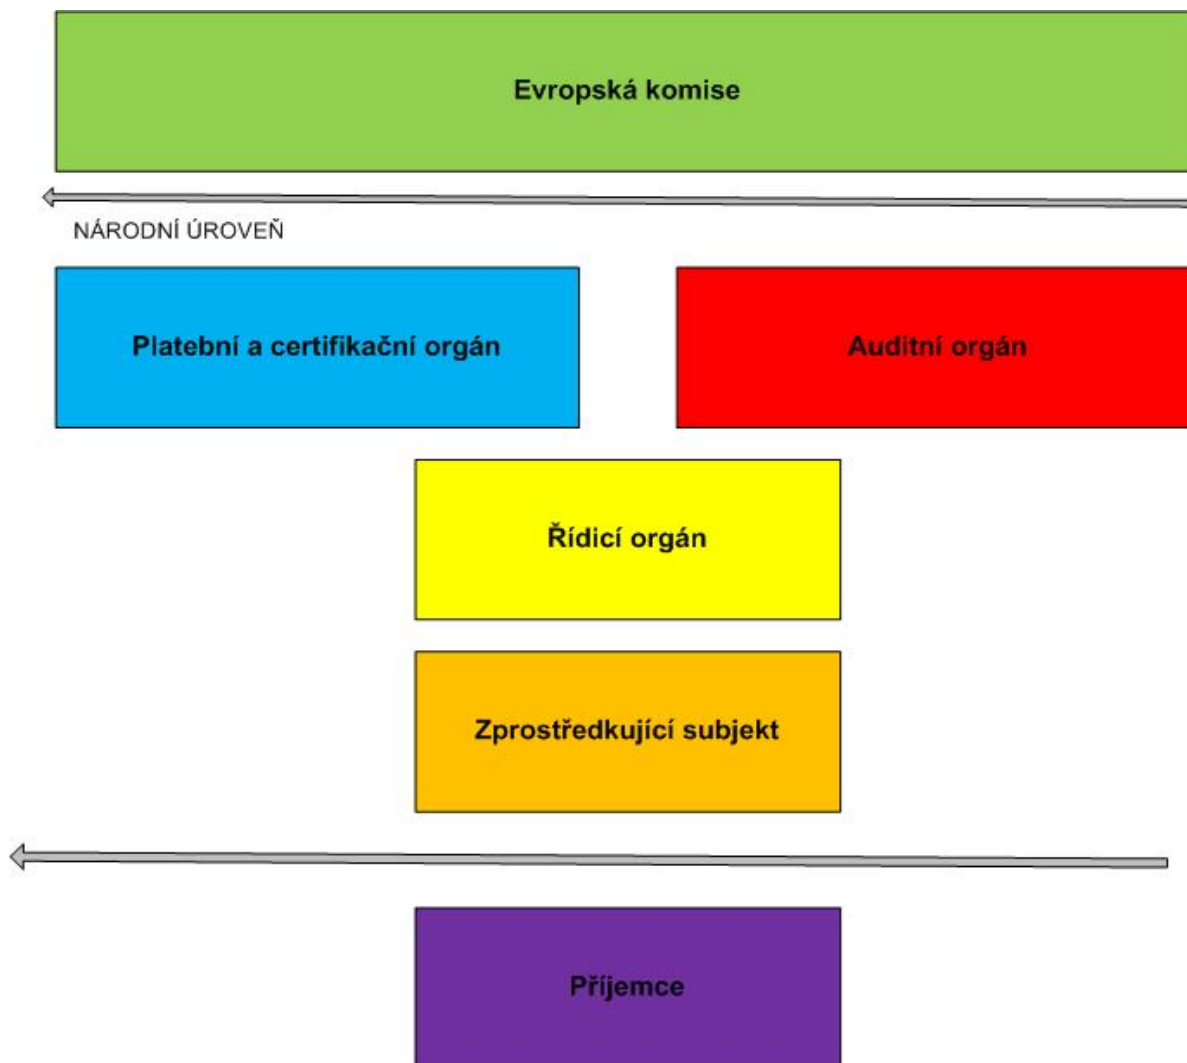 Evropská komise
NÁRODNÍ ÚROVEŇ
Platební a certifikační orgán
Auditní orgán
Řídicí orgán
Zprostředkující subjekt
Příjemce